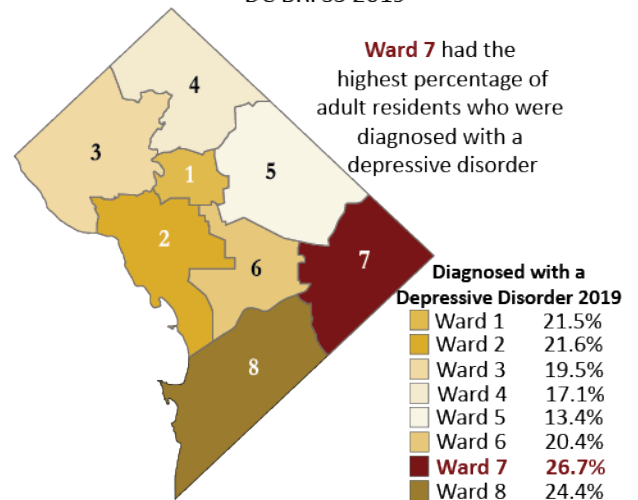 DC BRFSS 2019
Ward 7 had the
highest percentage of
adult residents who were
diagnosed with a
depressive disorder
4
3
1
5
2
6
7
8
Diagnosed with a
Depressive Disorder 2019
Ward 1 21.5%
Ward 2 21.6%
Ward 3 19.5%
Ward 4 17.1%
Ward 5 13.4%
Ward 6 20.4%
Ward 7 26.7%
Ward 8 24.4%